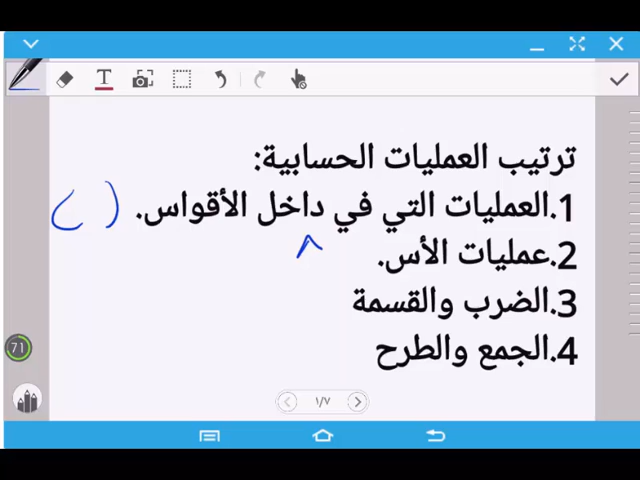 T
ترتيب العمليات الحسابية:
1.العمليات التي في داخل الأقواس. ( )
2.عمليات الأس. ^
3.الضرب والقسمة
4.الجمع والطرح
71
١/٧